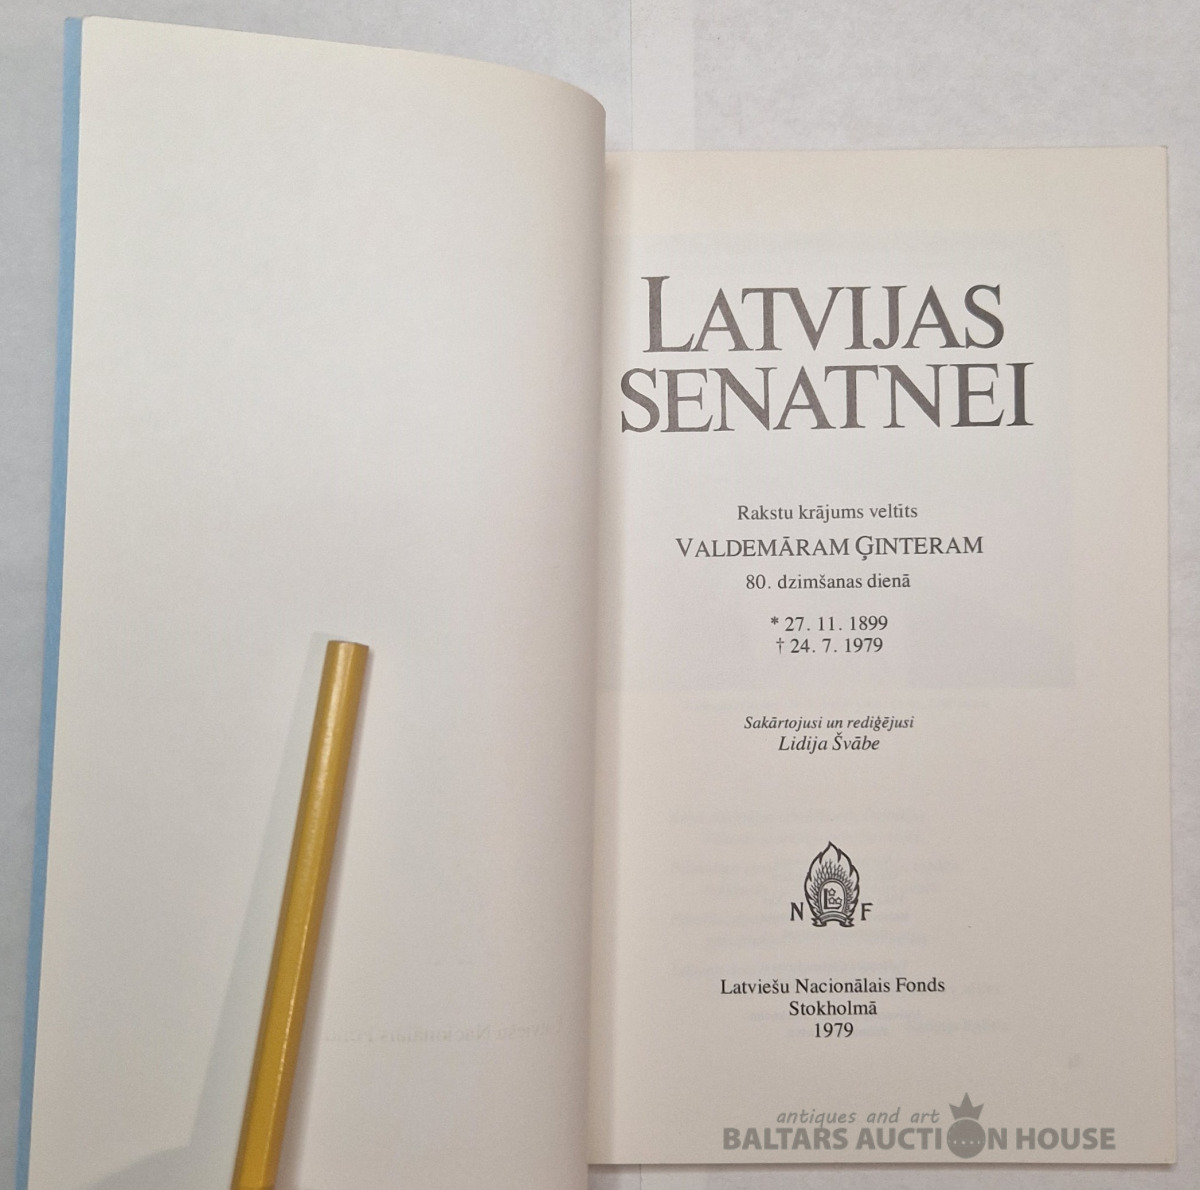 LATVIJAS
SENATNEI
Rakstu krājums veltīts
VALDEMĀRAM ĢINTERAM
80. dzimšanas dienā
* 27. 11. 1899
† 24. 7. 1979
Sakārtojusi un rediģējusi
Lidija Švābe
N L F
Latviešu Nacionālais Fonds
Stokholmā
1979
antiques and art
BALTARS AUCTION HOUSE